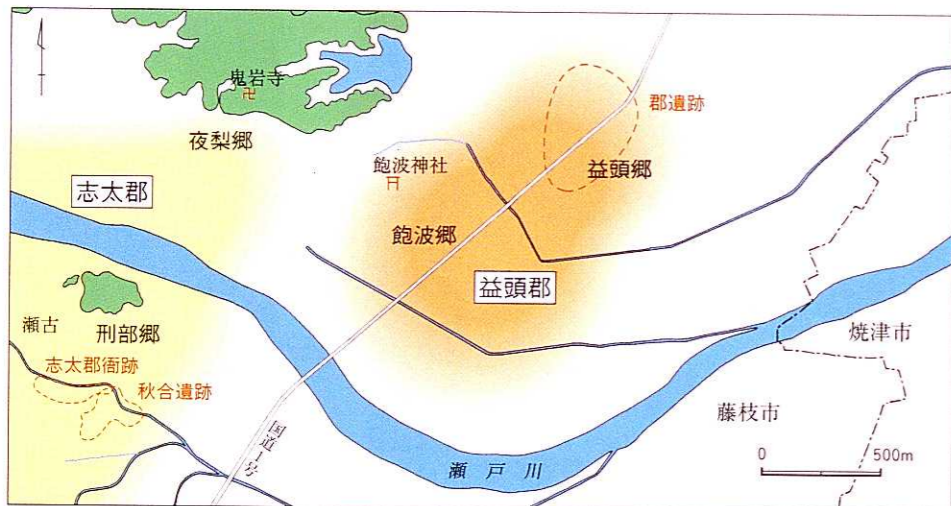 鬼岩寺
郡遺跡
夜梨郷
飽波神社
益頭郷
志太郡
飽波郷
益頭郡
瀬古
刑部郷
焼津市
志太郡衙跡
秋合遺跡
藤枝市
国道1号
瀬戸川
0 500m